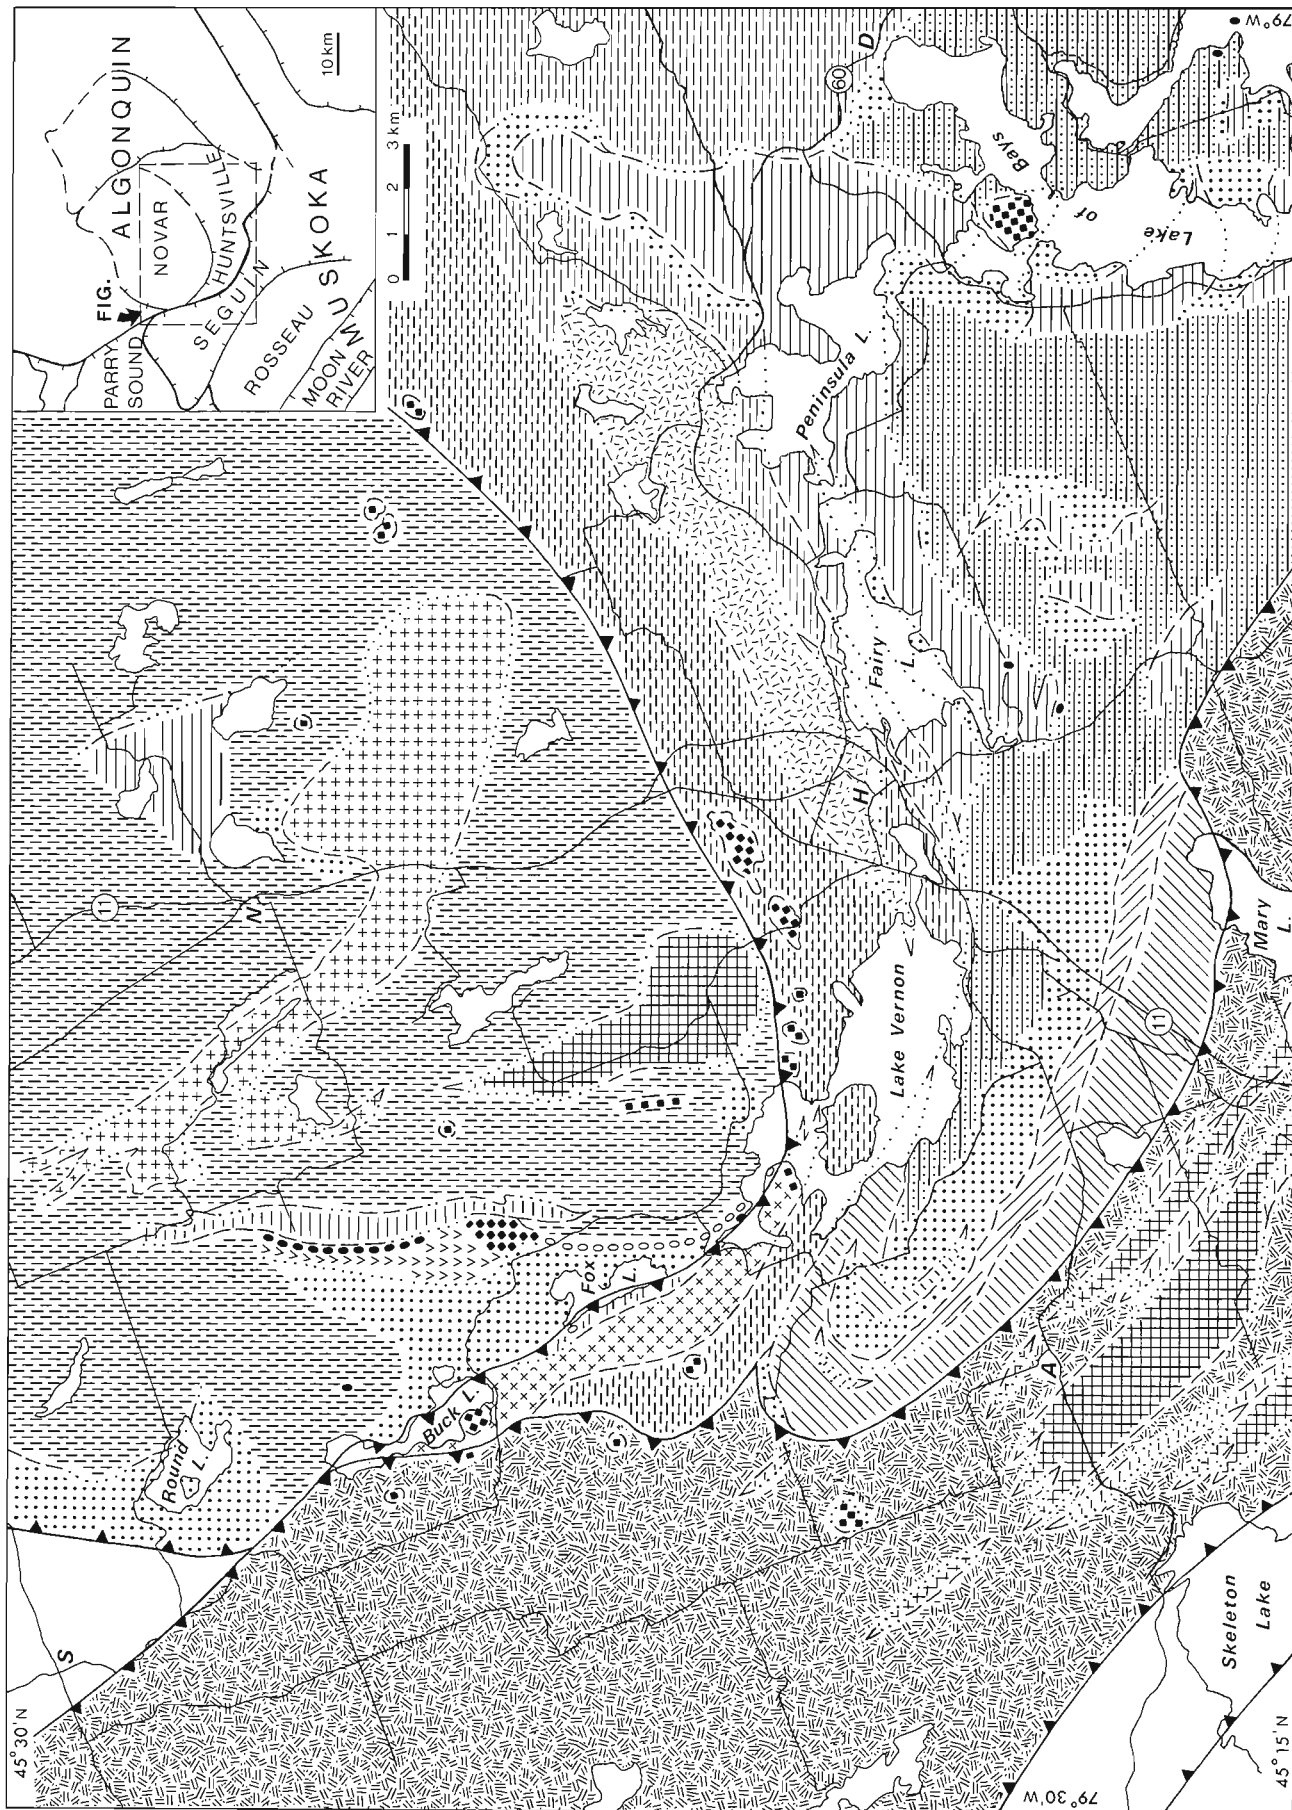 45° 30' N
S
Round
L.
Buck L.
Fox
L.
11
N
FIG.
ALGONQUIN
NOVAR
PARRY
SOUND
HUNTSVILLE
SEGUIN
ROSSEAU
MOON
RIVER
MUSKOKA
10 km
0 1 2 3 km
60
D
Peninsula L.
Fairy
L.
H
Lake Vernon
Lake
of
Bays
Mary
L.
11
A
Skeleton
Lake
45° 15' N
79° 30' W
79° W